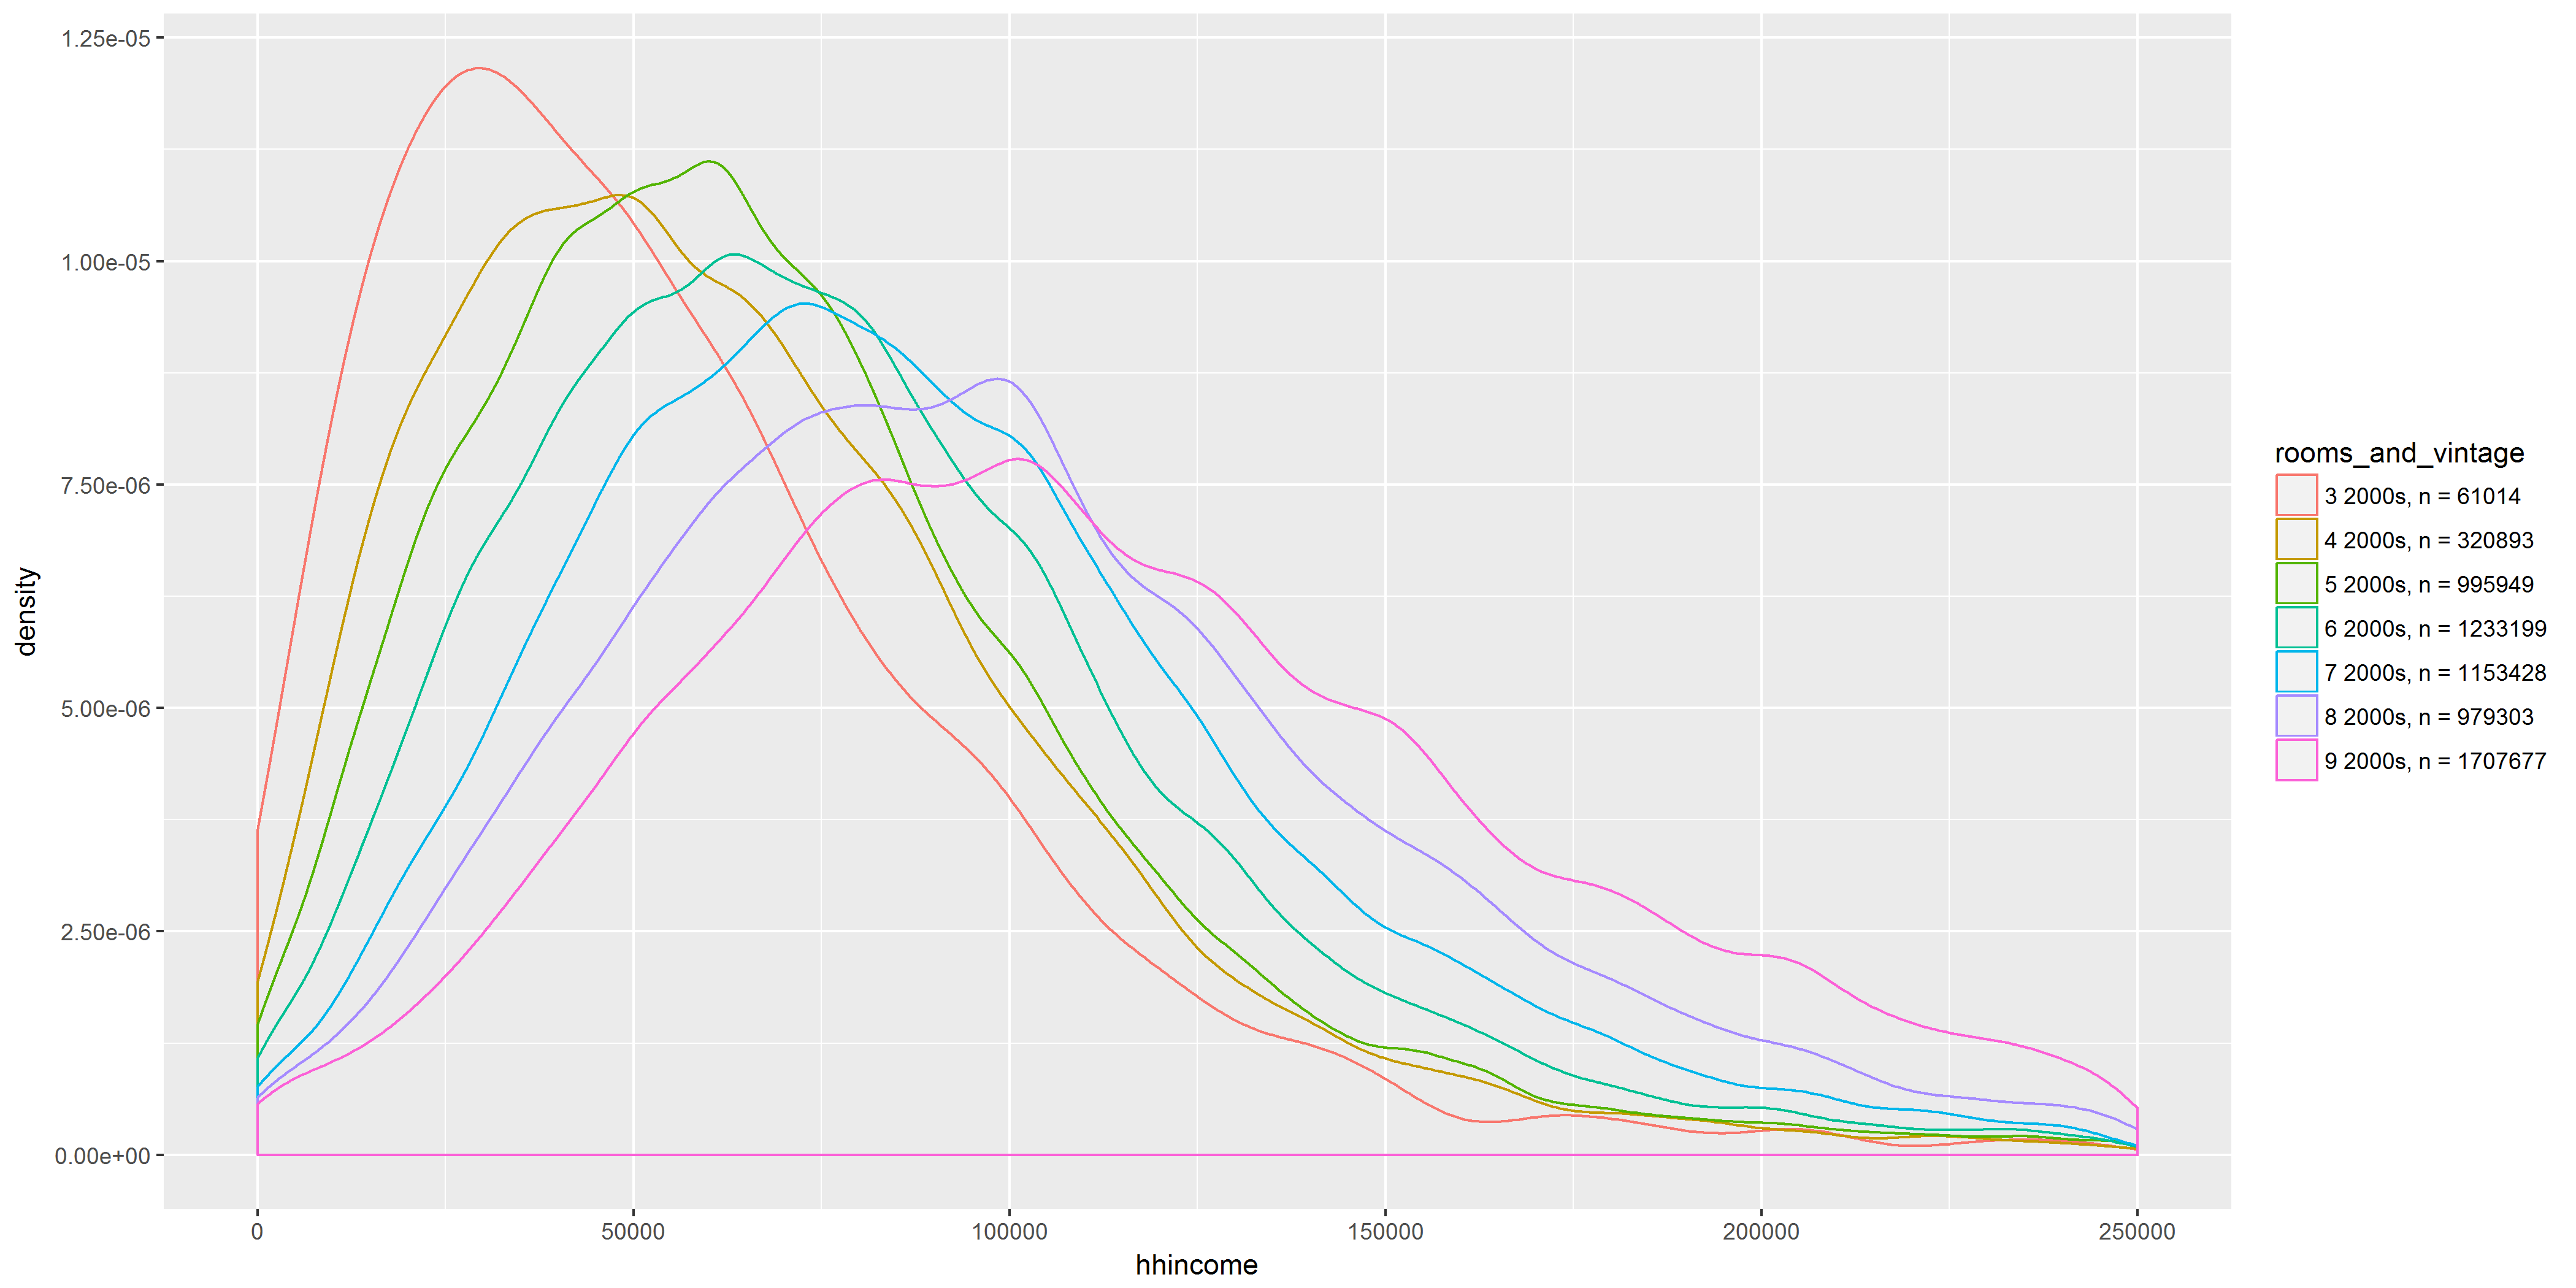 1.25e-05
1.00e-05
7.50e-06
5.00e-06
2.50e-06
0.00e+00
density
0 50000 100000 150000 200000 250000
hhincome
rooms_and_vintage
3 2000s, n = 61014
4 2000s, n = 320893
5 2000s, n = 995949
6 2000s, n = 1233199
7 2000s, n = 1153428
8 2000s, n = 979303
9 2000s, n = 1707677